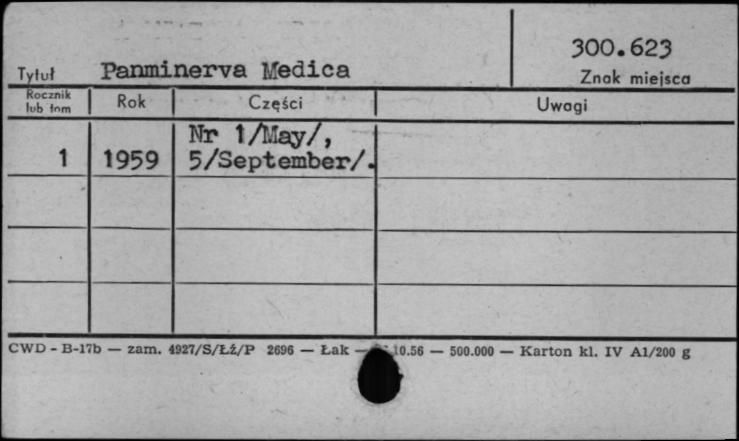 300.623
Tytuł Panminerva Medica Znak miejsca
Rocznik lub tom Rok Części Uwagi
Nr 1/May/,
1 1959 5/September/.
CWD - B-17b — zam. 4927/S/Łż/P 2696 — Łak — 10.56 — 500.000 — Karton kl. IV A1/200 g